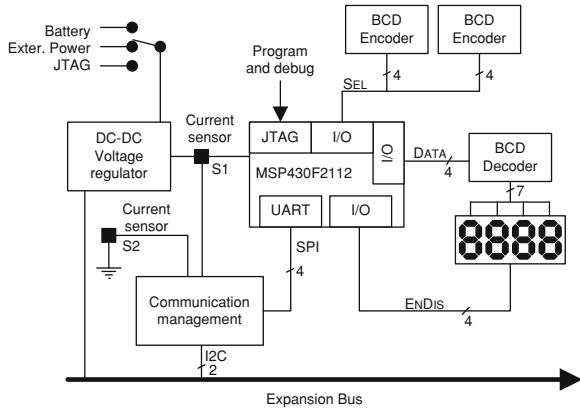 Battery
Exter. Power
JTAG
BCD
Encoder
BCD
Encoder
4
4
Program
and debug
SEL
Current
sensor
S1
DC-DC
Voltage
regulator
JTAG
I/O
I/O
MSP430F2112
UART
I/O
DATA
4
BCD
Decoder
7
8888
Current
sensor
S2
SPI
4
Communication
management
ENDIS
4
I2C
2
Expansion Bus